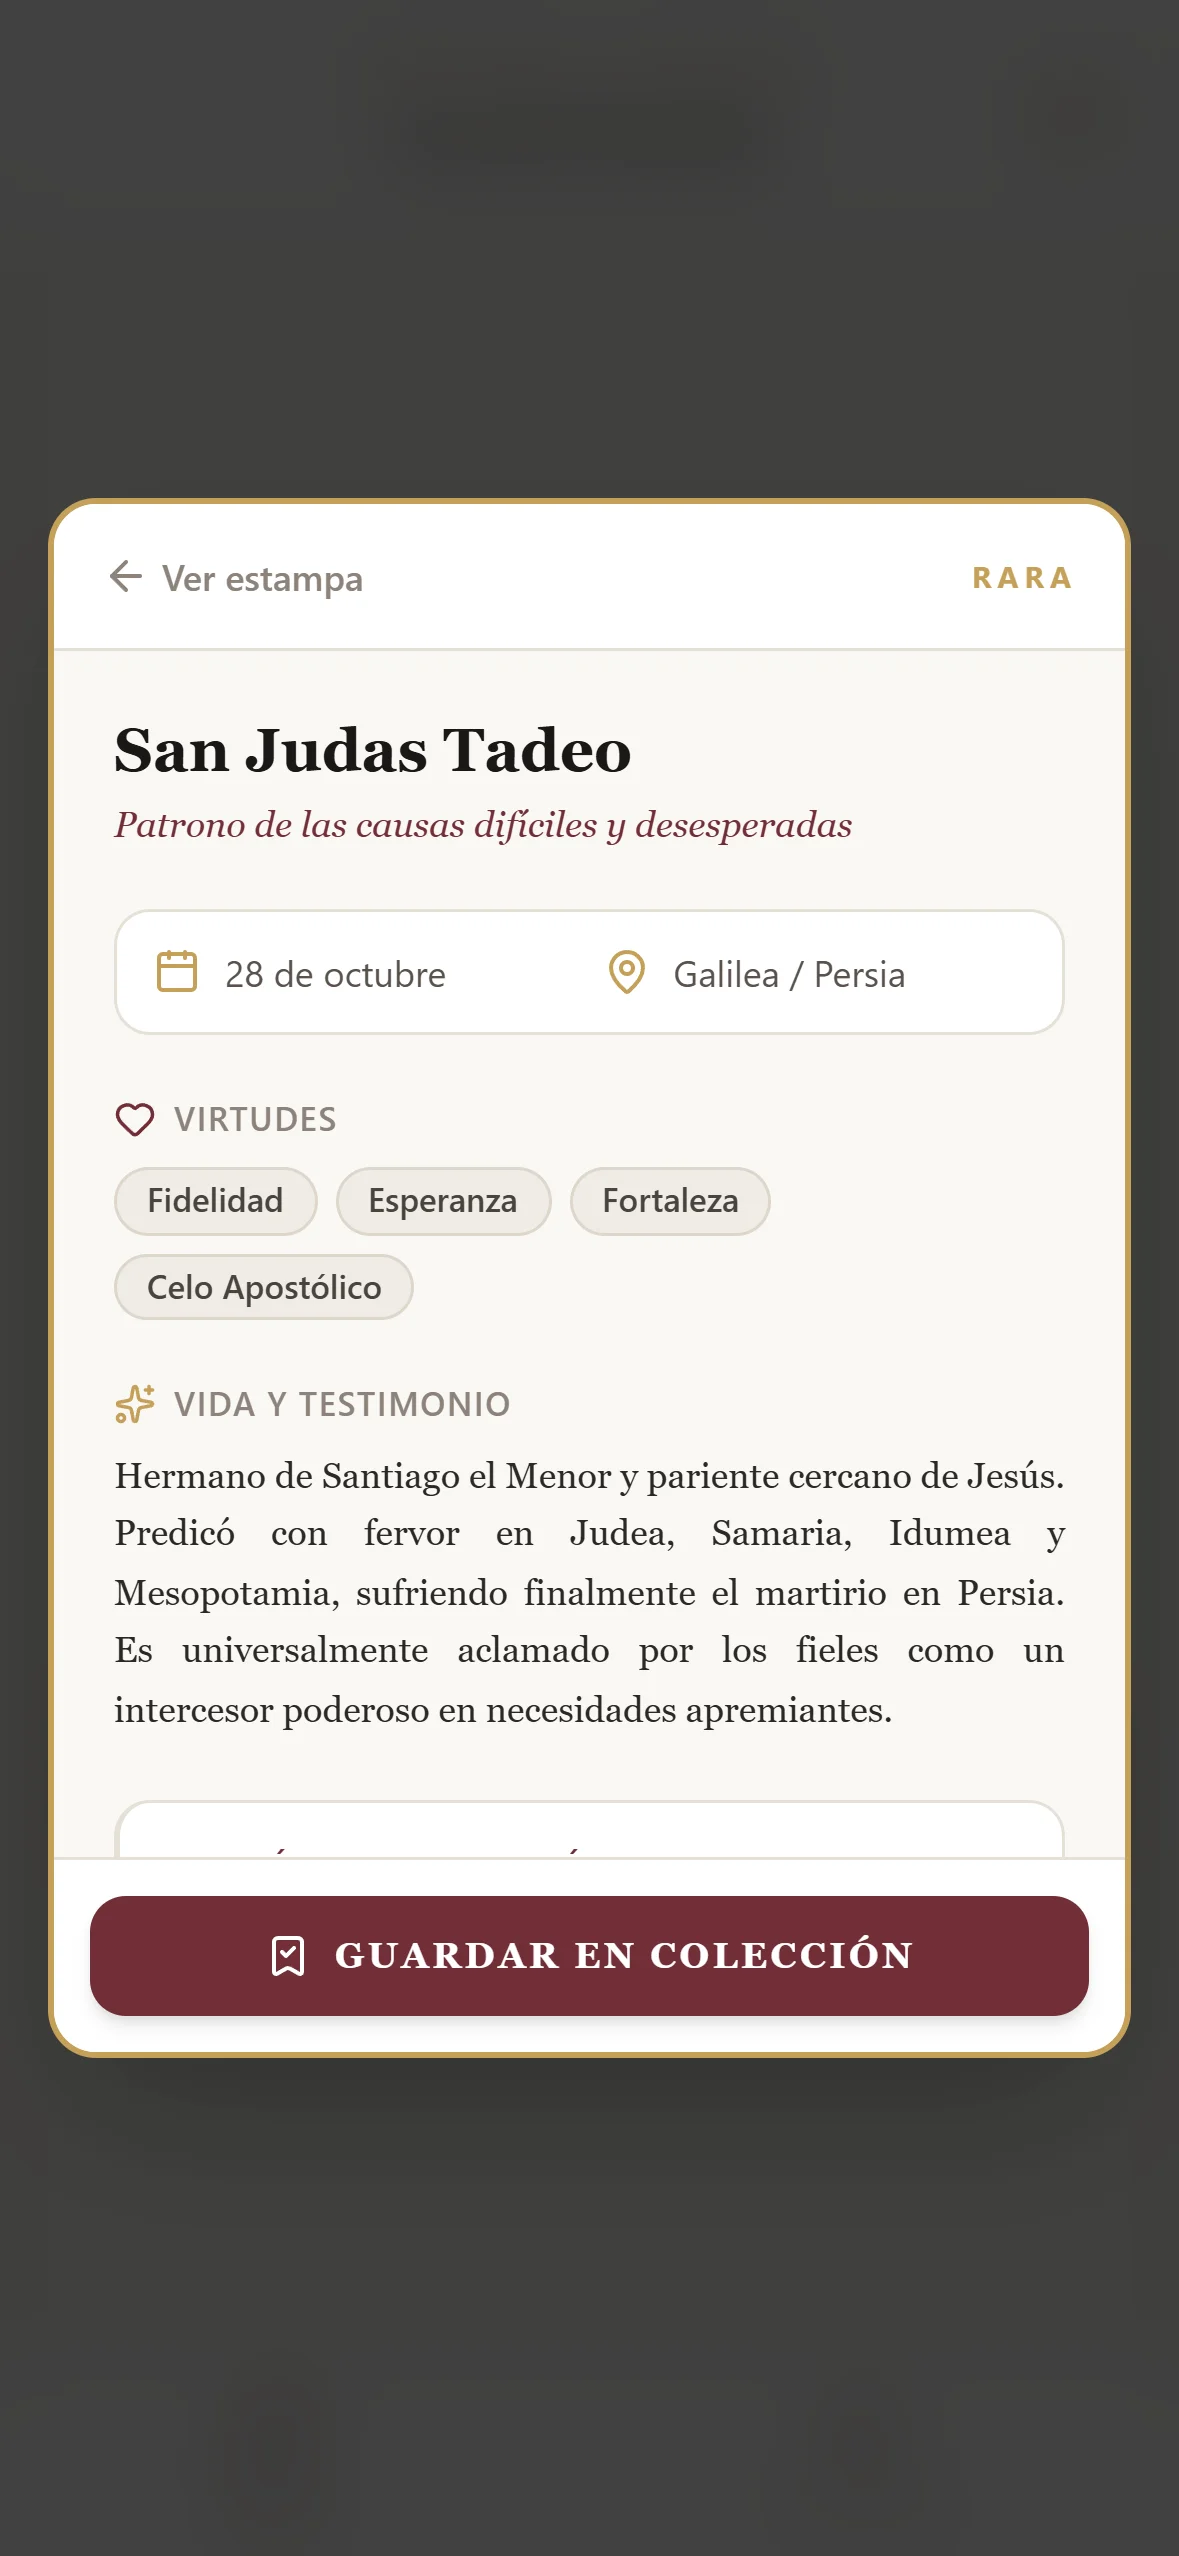 Ver estampa
RARA
San Judas Tadeo
Patrono de las causas difíciles y desesperadas
28 de octubre
Galilea / Persia
VIRTUDES
Fidelidad
Esperanza
Fortaleza
Celo Apostólico
VIDA Y TESTIMONIO
Hermano de Santiago el Menor y pariente cercano de Jesús.
Predicó con fervor en Judea, Samaria, Idumea y
Mesopotamia, sufriendo finalmente el martirio en Persia.
Es universalmente aclamado por los fieles como un
intercesor poderoso en necesidades apremiantes.
GUARDAR EN COLECCIÓN